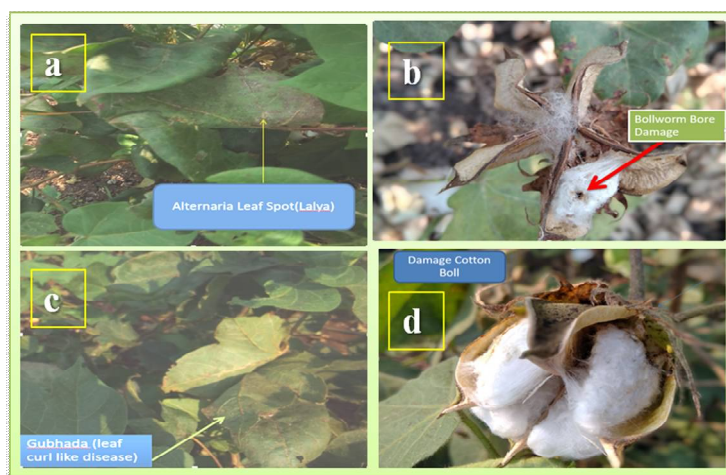 a
Alternaria Leaf Spot(Lalya)
b
Bollworm Bore
Damage
c
Gubhada (leaf
curl like disease)
Damage Cotton
Boll
d